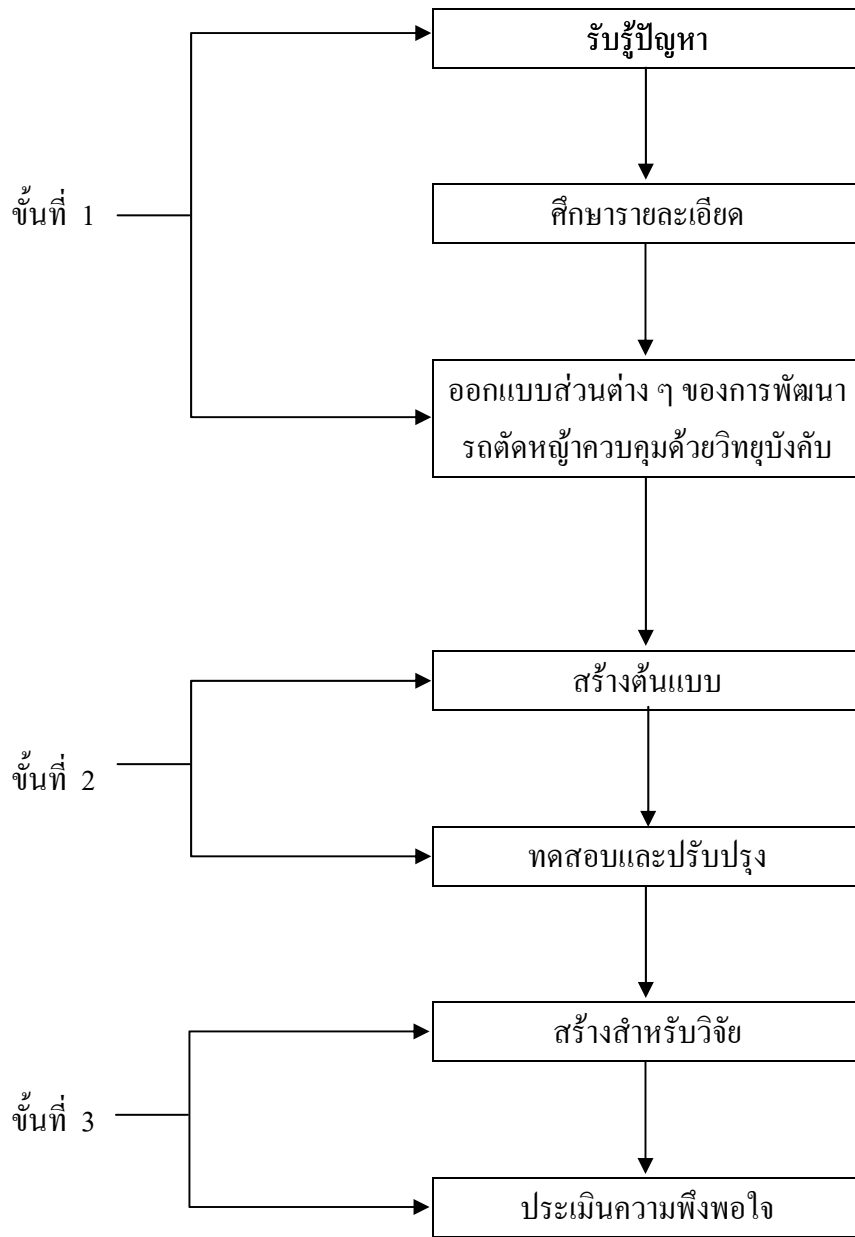 รับรู้ปัญหา
ขั้นที่ 1
ศึกษารายละเอียด
ออกแบบส่วนต่าง ๆ ของการพัฒนา
รถตัดหญ้าควบคุมด้วยวิทยุบังคับ
สร้างต้นแบบ
ขั้นที่ 2
ทดสอบและปรับปรุง
สร้างสำหรับวิจัย
ขั้นที่ 3
ประเมินความพึงพอใจ